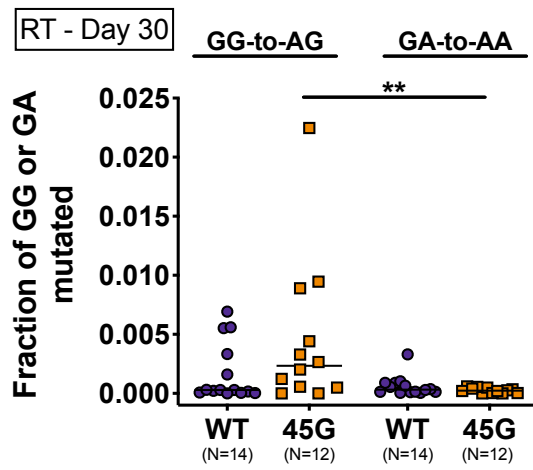 RT - Day 30
GG-to-AG GA-to-AA
**
Fraction of GG or GA
mutated
0.025
0.020
0.015
0.010
0.005
0.000
WT 45G WT 45G
(N=14) (N=12) (N=14) (N=12)